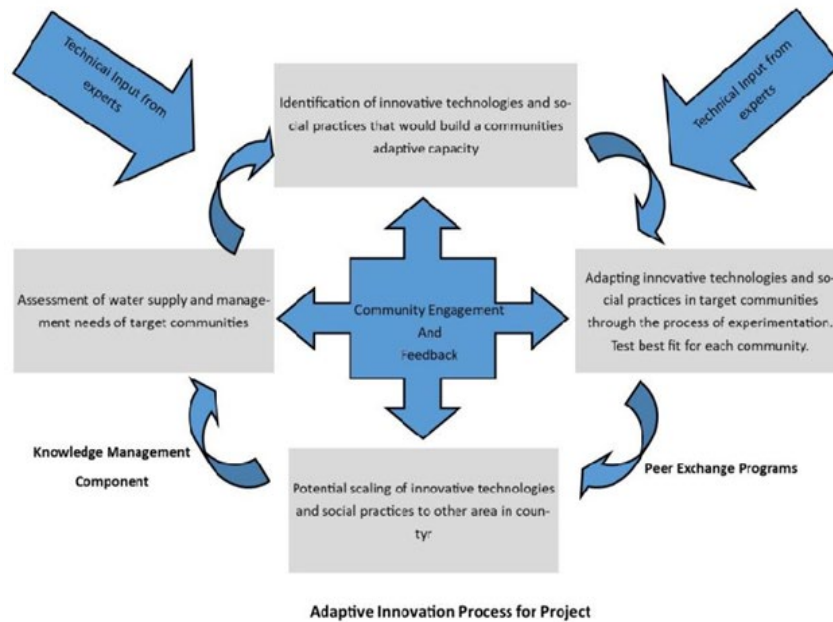 Technical Input from
experts
Technical Input from
experts
Identification of innovative technologies and so-
cial practices that would build a communities
adaptive capacity
Assessment of water supply and manage-
ment needs of target communities
Community Engagement
And
Feedback
Adapting innovative technologies and so-
cial practices in target communities
through the process of experimentation.
Test best fit for each community.
Knowledge Management
Component
Peer Exchange Programs
Potential scaling of innovative technologies
and social practices to other area in coun-
tyr
Adaptive Innovation Process for Project